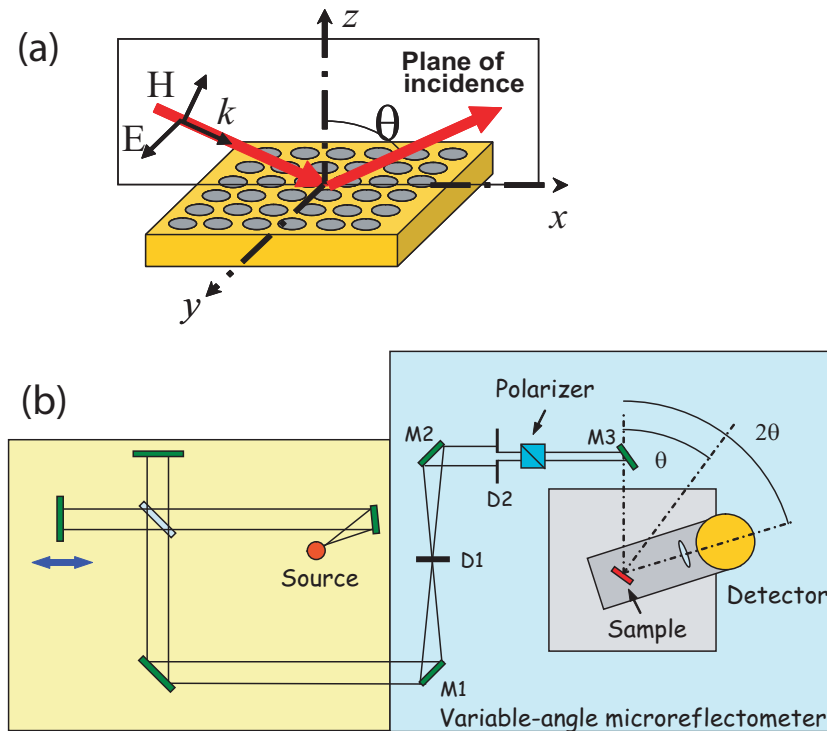 (a)
z
H
Plane of
incidence
k
θ
E
x
y
(b)
Polarizer
M2
M3
2θ
θ
D2
Source
D1
Detector
Sample
M1
Variable-angle microreflectometer